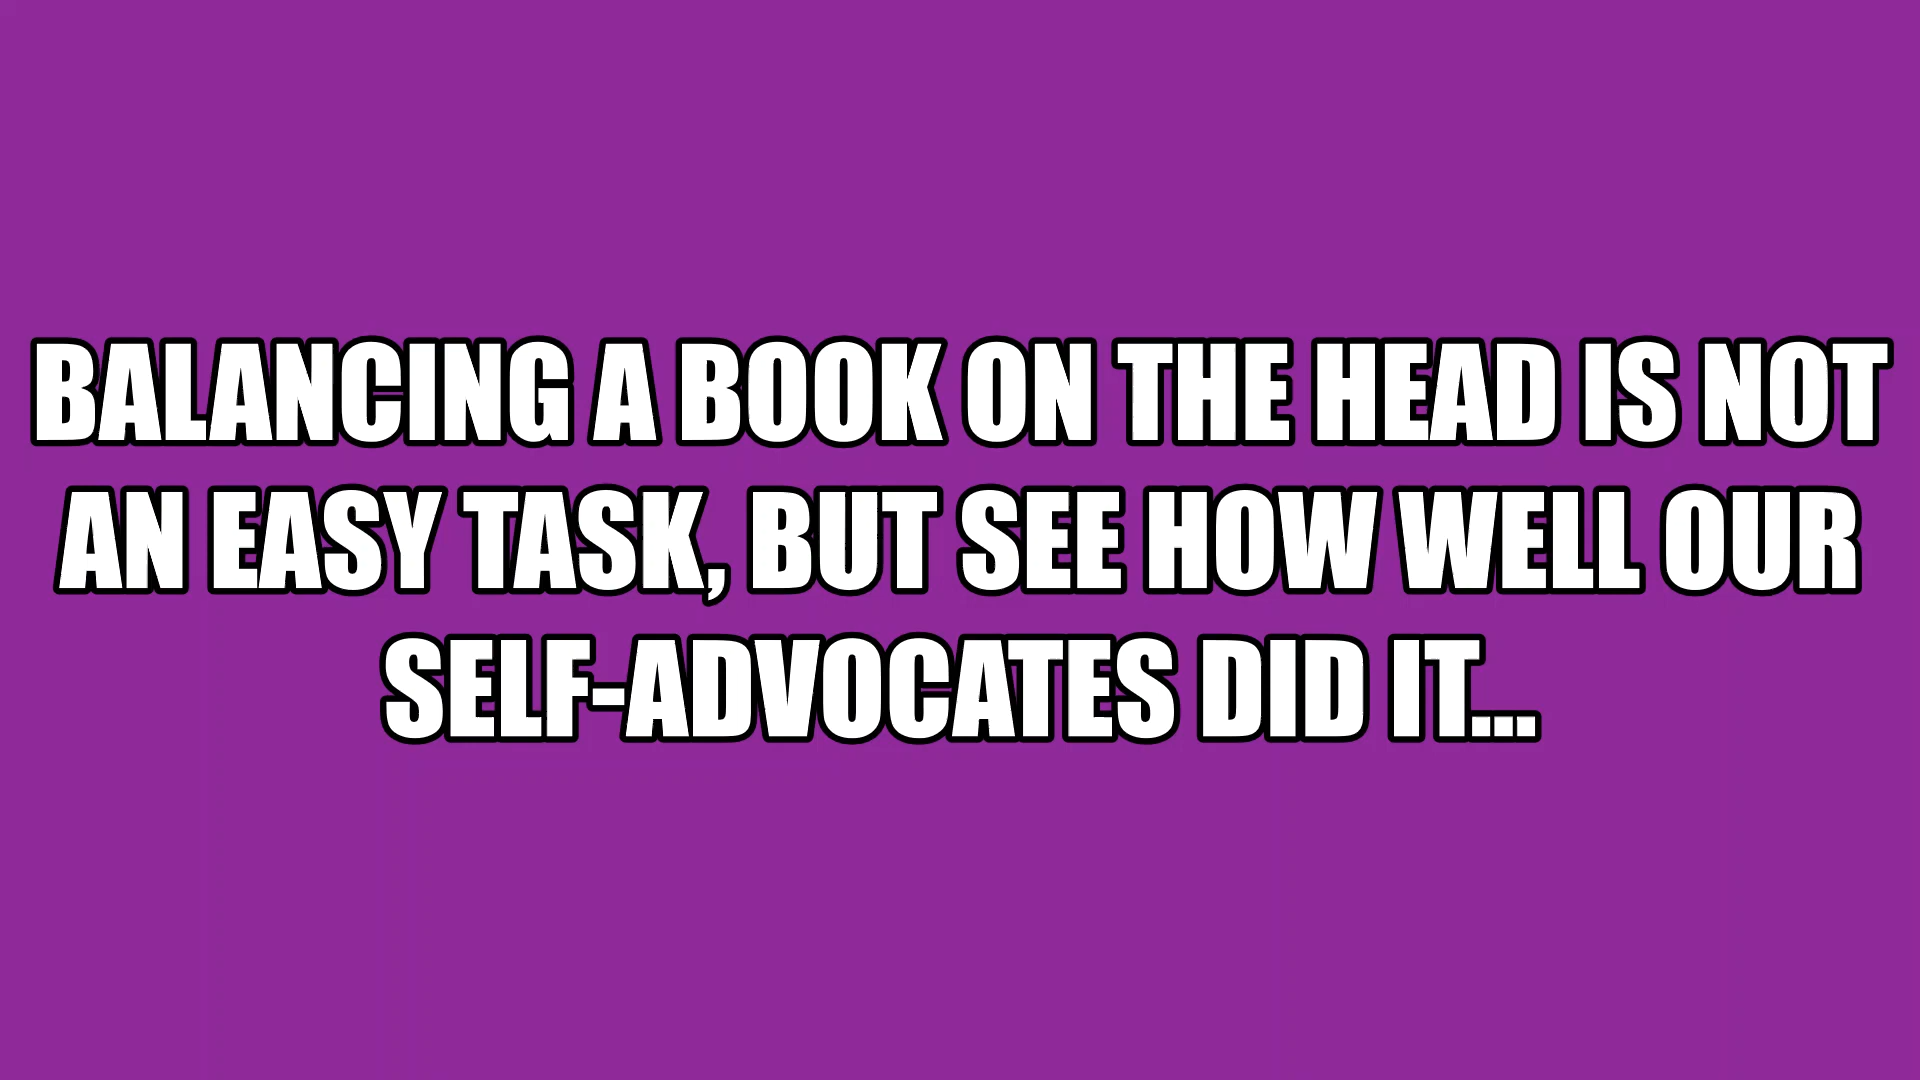 BALANCING A BOOK ON THE HEAD IS NOT
AN EASY TASK, BUT SEE HOW WELL OUR
SELF-ADVOCATES DID IT...